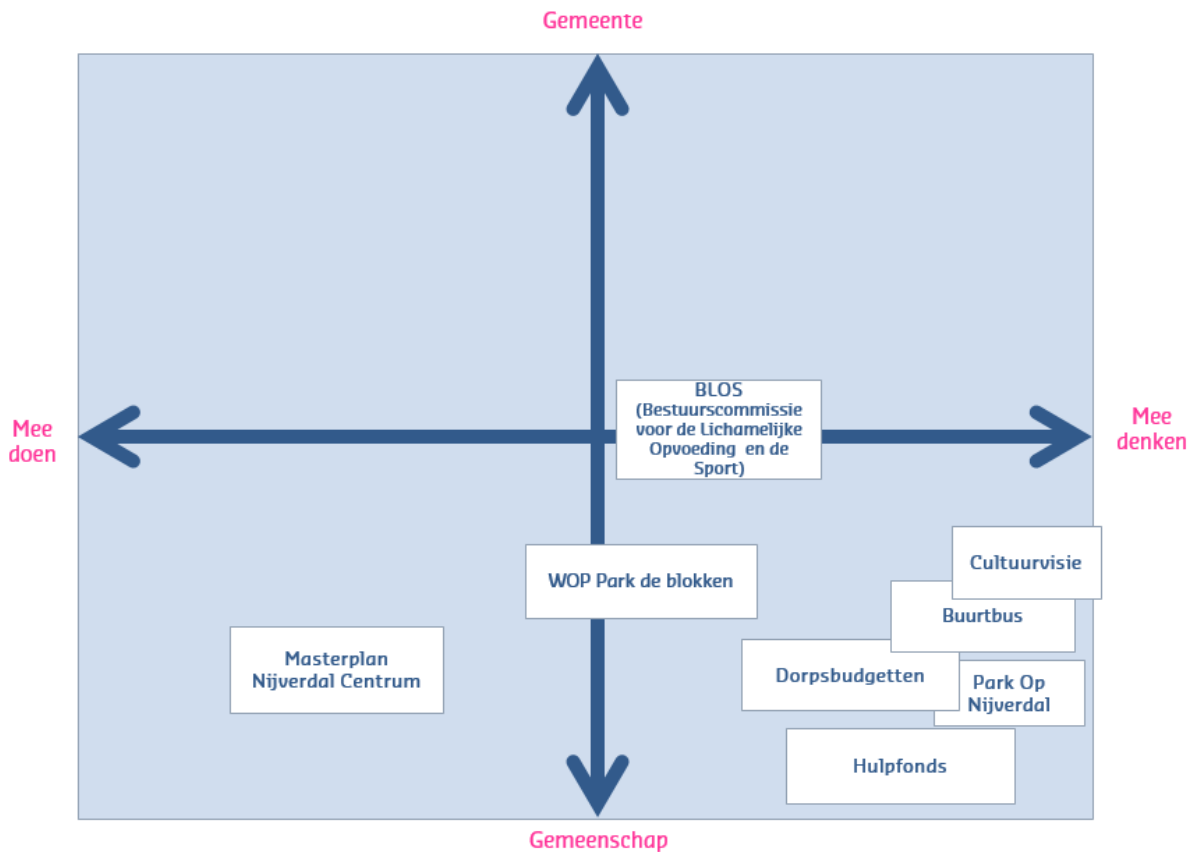 Gemeente
BLOS
(Bestuurscommissie
voor de Lichamelijke
Opvoeding en de
Sport)
Mee
doen
Mee
denken
Cultuurvisie
WOP Park de blokken
Buurtbus
Masterplan
Nijverdal Centrum
Dorpsbudgetten
Park Op
Nijverdal
Hulpfonds
Gemeenschap